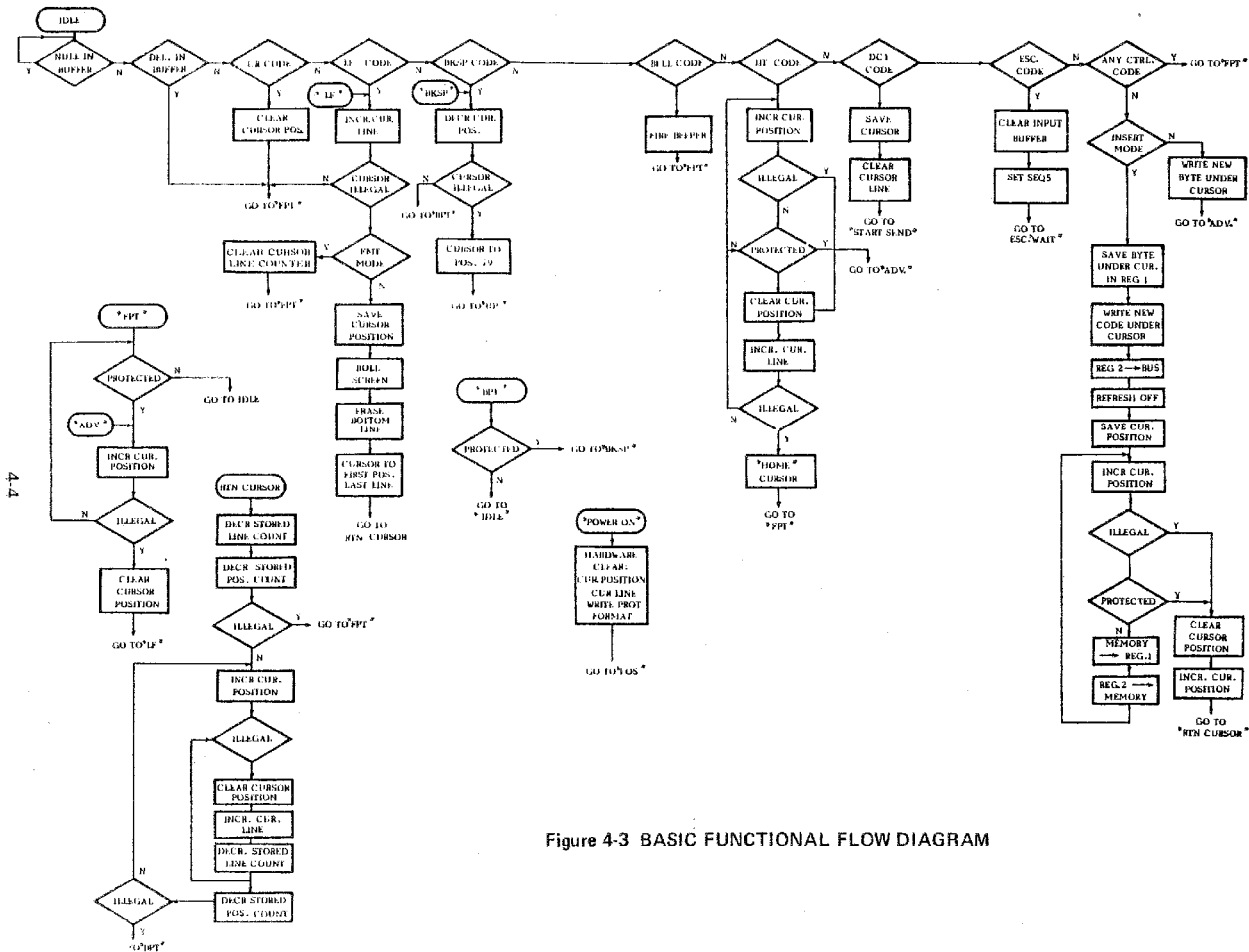 IDLE
NULL IN
BUFFER
Y
N
DEL. IN
BUFFER
N
Y
CR CODE
N
Y
LF CODE
N
Y
BKSP CODE
N
Y
BELL CODE
N
Y
HT CODE
N
Y
CODE
N
Y
ESC.
CODE
N
Y
ANY CTRL.
CODE
Y
GO TO "FPT"
N
"LF"
"BKSP"
CLEAR
CURSOR POS.
INCR. CUR.
LINE
DECR CUR.
POS.
FIRE BEEPER
GO TO "FPT"
INCR CUR.
POSITION
SAVE
CURSOR
CLEAR
CURSOR
LINE
GO TO
"START SEND"
CLEAR INPUT
BUFFER
SET SEQ5
GO TO
ESC. WAIT
INSERT
MODE
N
Y
WRITE NEW
BYTE UNDER
CURSOR
GO TO "ADV."
CURSOR
ILLEGAL
N
Y
GO TO "FPT"
CURSOR
ILLEGAL
N
Y
GO TO "BPT"
ILLEGAL
Y
N
PROTECTED
N
Y
GO TO "ADV."
CLEAR CURSOR
LINE COUNTER
GO TO "FPT"
FMT
MODE
Y
N
CURSOR TO
POS. 79
CLEAR CUR.
POSITION
INCR. CUR.
LINE
ILLEGAL
N
Y
"HOME"
CURSOR
GO TO
"FPT"
SAVE BYTE
UNDER CUR.
IN REG 1
WRITE NEW
CODE UNDER
CURSOR
REG 2 → BUS
REFRESH OFF
SAVE CUR.
POSITION
INCR CUR.
POSITION
ILLEGAL
Y
PROTECTED
Y
N
MEMORY
→ REG.1
REG.2 →
MEMORY
CLEAR
CURSOR
POSITION
INCR. CUR.
POSITION
GO TO
"RTN CURSOR"
SAVE
CURSOR
POSITION
ROLL
SCREEN
ERASE
BOTTOM
LINE
CURSOR TO
FIRST POS.
LAST LINE
GO TO
RTN CURSOR
"FPT"
PROTECTED
N
GO TO IDLE
Y
"ADV."
INCR CUR.
POSITION
ILLEGAL
N
Y
CLEAR
CURSOR
POSITION
GO TO "LF"
"BPT"
PROTECTED
Y
GO TO "BKSP"
N
GO TO
"IDLE"
RTN CURSOR
DECR STORED
LINE COUNT
DECR. STORED
POS. COUNT
ILLEGAL
Y
GO TO "FPT"
N
INCR CUR.
POSITION
ILLEGAL
CLEAR CURSOR
POSITION
INCR. CUR.
LINE
DECR. STORED
LINE COUNT
DECR STORED
POS. COUNT
ILLEGAL
N
Y
"POWER ON"
HARDWARE
CLEAR:
CUR POSITION
CUR LINE
WRITE PROT
FORMAT
4-4
Figure 4-3 BASIC FUNCTIONAL FLOW DIAGRAM